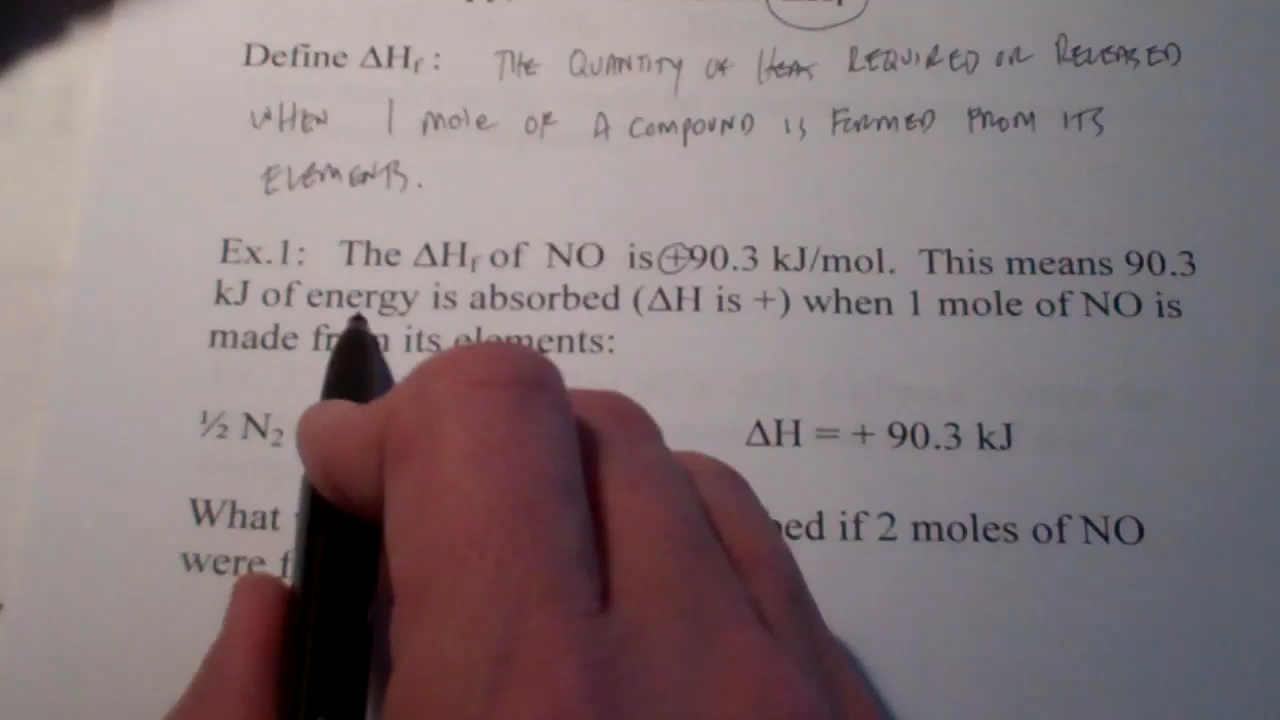 Define ΔHf: THE QUANTITY OF HEAT REQUIRED OR RELEASED
WHEN 1 mole OF A COMPOUND IS FORMED FROM ITS
ELEMENTS.
Ex.1: The ΔHf of NO is +90.3 kJ/mol. This means 90.3
kJ of energy is absorbed (ΔH is +) when 1 mole of NO is
made from its elements:
½ N₂ ΔH = + 90.3 kJ
What if 2 moles of NO
were